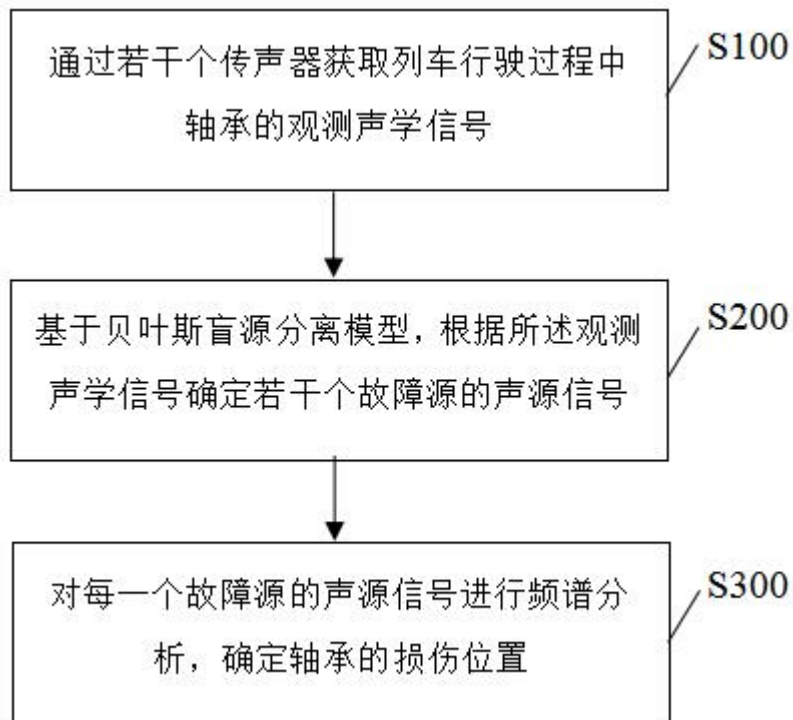 通过若干个传声器获取列车行驶过程中
轴承的观测声学信号
S100
基于贝叶斯盲源分离模型，根据所述观测
声学信号确定若干个故障源的声源信号
S200
对每一个故障源的声源信号进行频谱分
析，确定轴承的损伤位置
S300